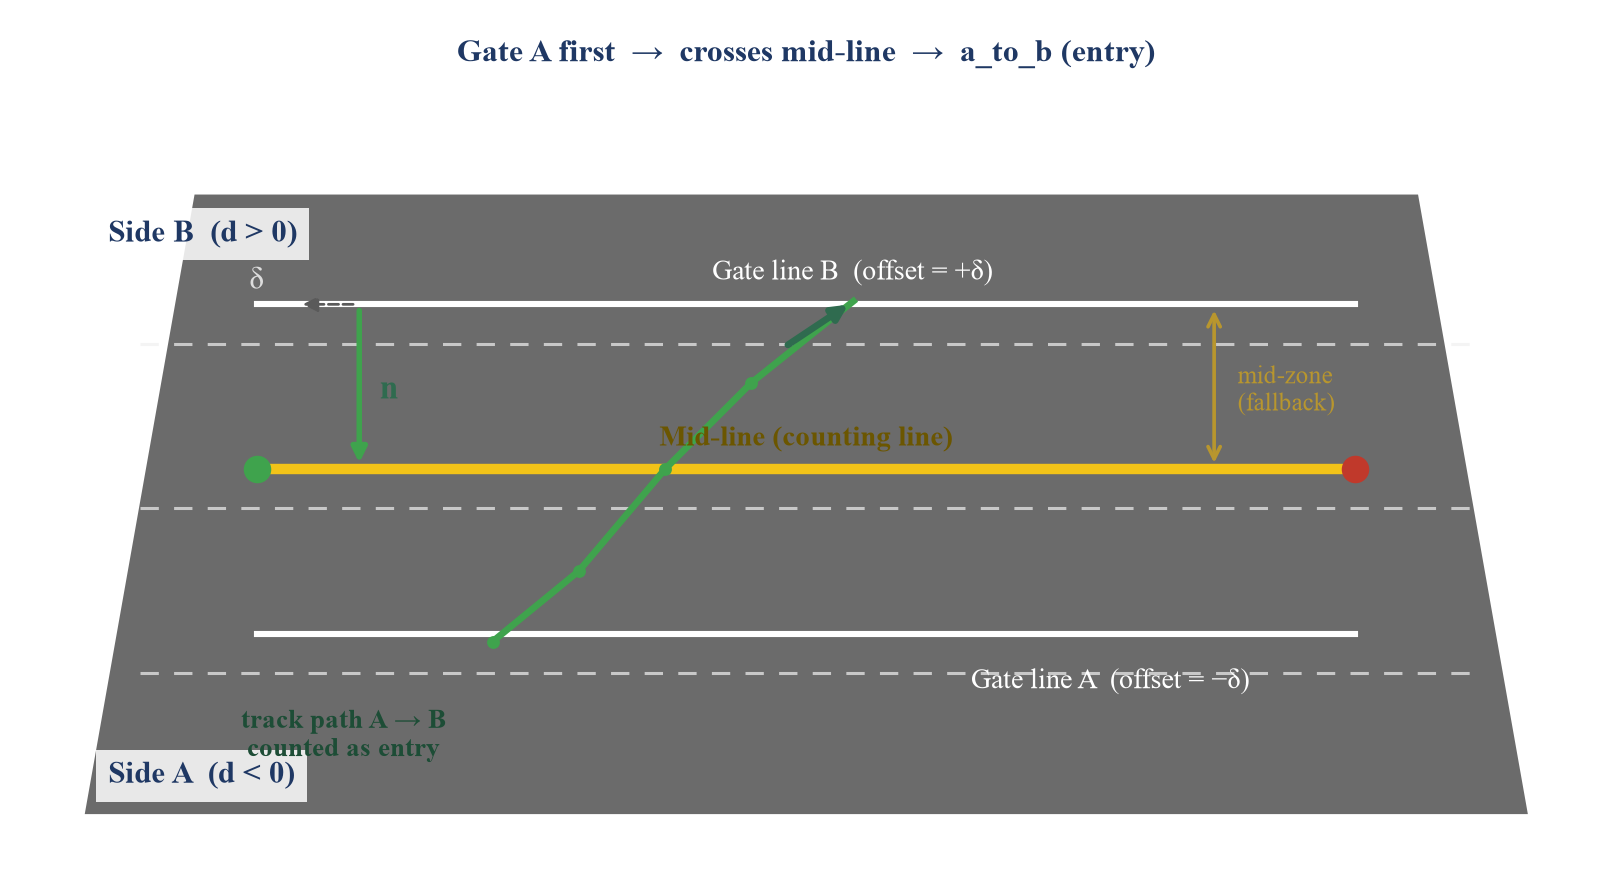 Gate A first → crosses mid-line → a_to_b (entry)
Side B (d > 0)
δ
Gate line B (offset = +δ)
n
mid-zone
(fallback)
Mid-line (counting line)
Gate line A (offset = −δ)
track path A → B
counted as entry
Side A (d < 0)